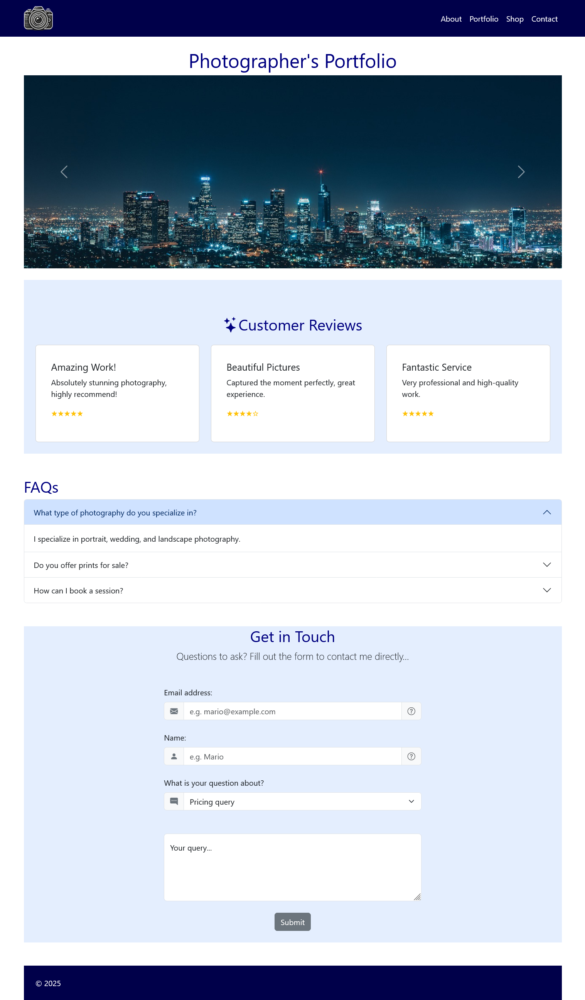 About Portfolio Shop Contact
Photographer's Portfolio
Customer Reviews
Amazing Work!
Absolutely stunning photography,
highly recommend!
★★★★★
Beautiful Pictures
Captured the moment perfectly, great
experience.
★★★★☆
Fantastic Service
Very professional and high-quality
work.
★★★★★
FAQs
What type of photography do you specialize in?
I specialize in portrait, wedding, and landscape photography.
Do you offer prints for sale?
How can I book a session?
Get in Touch
Questions to ask? Fill out the form to contact me directly...
Email address:
e.g. mario@example.com
Name:
e.g. Mario
What is your question about?
Pricing query
Your query...
Submit
© 2025